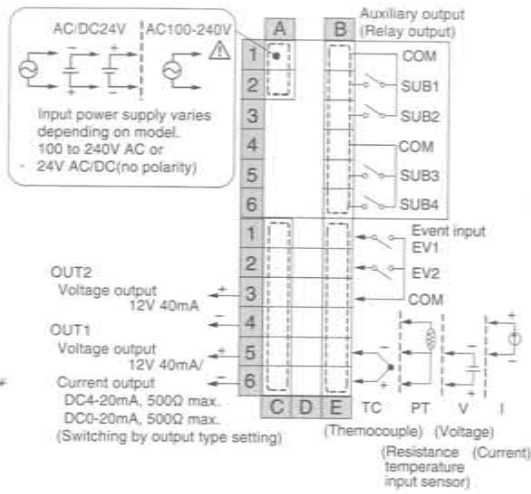 AC/DC24V
AC100-240V
Input power supply varies
depending on model.
100 to 240V AC or
24V AC/DC(no polarity)
A
B
Auxiliary output
(Relay output)
1
COM
2
SUB1
3
SUB2
4
COM
5
SUB3
6
SUB4
1
Event input
EV1
2
EV2
3
COM
4
5
6
OUT2
Voltage output
12V 40mA
+
−
OUT1
Voltage output
12V 40mA/
+
Current output
−
DC4-20mA, 500Ω max.
DC0-20mA, 500Ω max.
(Switching by output type setting)
C D E
TC PT V I
(Themocouple) (Voltage)
(Resistance (Current)
temperature
input sensor)